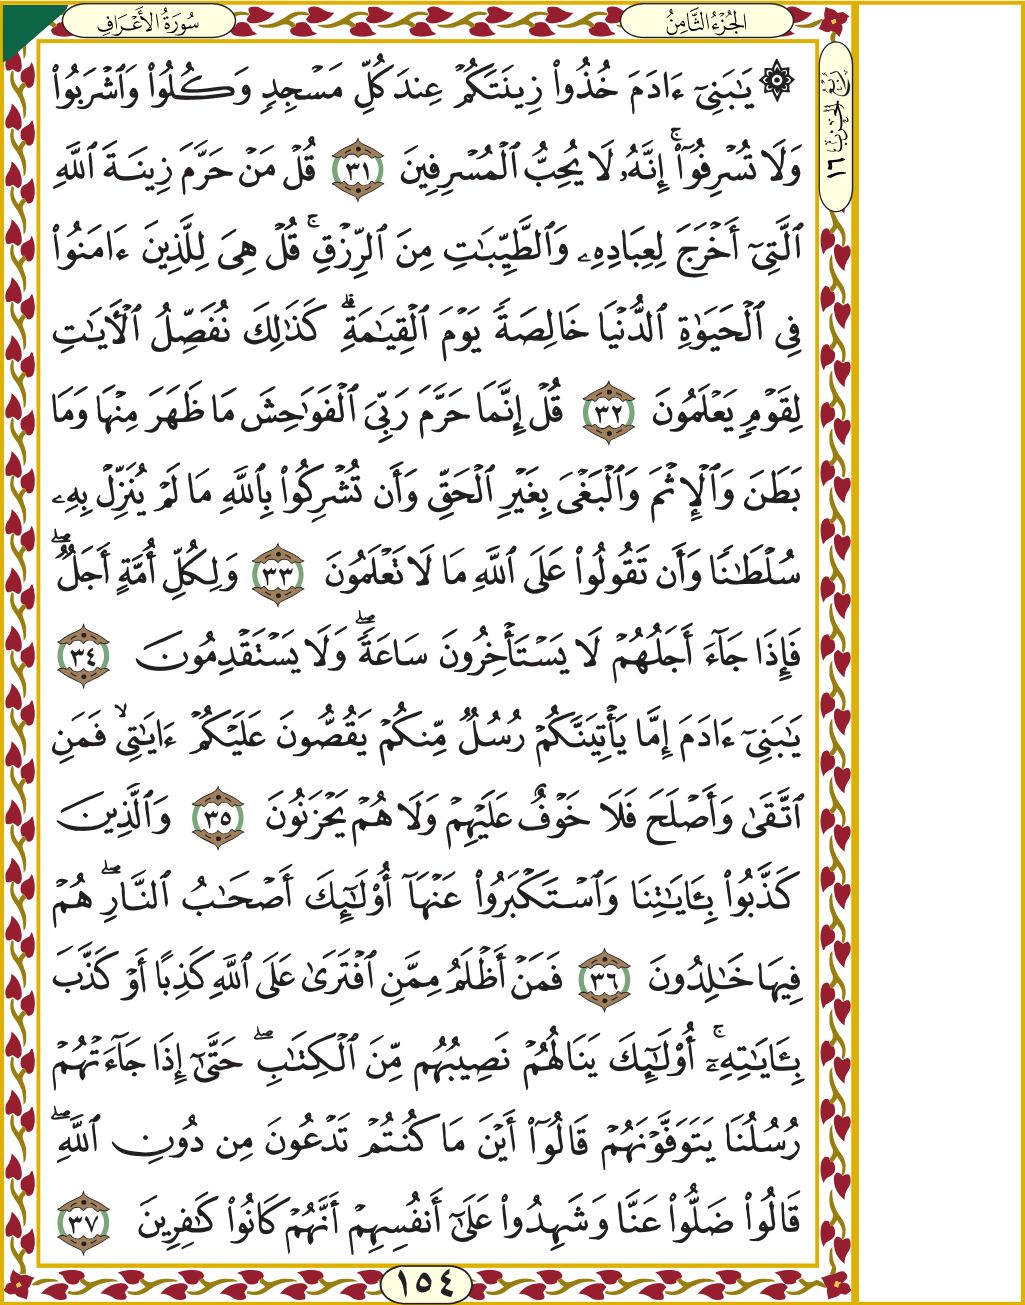 الجُزْءُ الثَّامِنُ
سُورَةُ الأَعْرَافِ
۞ يَٰبَنِيٓ ءَادَمَ خُذُواْ زِينَتَكُمْ عِندَ كُلِّ مَسْجِدٍ وَكُلُواْ وَٱشْرَبُواْ
وَلَا تُسْرِفُوٓاْۚ إِنَّهُۥ لَا يُحِبُّ ٱلْمُسْرِفِينَ ٣١ قُلْ مَنْ حَرَّمَ زِينَةَ ٱللَّهِ
ٱلَّتِيٓ أَخْرَجَ لِعِبَادِهِۦ وَٱلطَّيِّبَٰتِ مِنَ ٱلرِّزْقِۚ قُلْ هِيَ لِلَّذِينَ ءَامَنُواْ
فِي ٱلْحَيَوٰةِ ٱلدُّنْيَا خَالِصَةً يَوْمَ ٱلْقِيَٰمَةِۗ كَذَٰلِكَ نُفَصِّلُ ٱلْأٓيَٰتِ
لِقَوْمٍ يَعْلَمُونَ ٣٢ قُلْ إِنَّمَا حَرَّمَ رَبِّيَ ٱلْفَوَٰحِشَ مَا ظَهَرَ مِنْهَا وَمَا
بَطَنَ وَٱلْإِثْمَ وَٱلْبَغْيَ بِغَيْرِ ٱلْحَقِّ وَأَن تُشْرِكُواْ بِٱللَّهِ مَا لَمْ يُنَزِّلْ بِهِۦ
سُلْطَٰنًا وَأَن تَقُولُواْ عَلَى ٱللَّهِ مَا لَا تَعْلَمُونَ ٣٣ وَلِكُلِّ أُمَّةٍ أَجَلٌۖ
فَإِذَا جَآءَ أَجَلُهُمْ لَا يَسْتَأْخِرُونَ سَاعَةًۖ وَلَا يَسْتَقْدِمُونَ ٣٤
يَٰبَنِيٓ ءَادَمَ إِمَّا يَأْتِيَنَّكُمْ رُسُلٌ مِّنكُمْ يَقُصُّونَ عَلَيْكُمْ ءَايَٰتِيۙ فَمَنِ
ٱتَّقَىٰ وَأَصْلَحَ فَلَا خَوْفٌ عَلَيْهِمْ وَلَا هُمْ يَحْزَنُونَ ٣٥ وَٱلَّذِينَ
كَذَّبُواْ بِـَٔايَٰتِنَا وَٱسْتَكْبَرُواْ عَنْهَآ أُوْلَٰٓئِكَ أَصْحَٰبُ ٱلنَّارِۖ هُمْ
فِيهَا خَٰلِدُونَ ٣٦ فَمَنْ أَظْلَمُ مِمَّنِ ٱفْتَرَىٰ عَلَى ٱللَّهِ كَذِبًا أَوْ كَذَّبَ
بِـَٔايَٰتِهِۦٓۚ أُوْلَٰٓئِكَ يَنَالُهُمْ نَصِيبُهُم مِّنَ ٱلْكِتَٰبِۖ حَتَّىٰٓ إِذَا جَآءَتْهُمْ
رُسُلُنَا يَتَوَفَّوْنَهُمْ قَالُوٓاْ أَيْنَ مَا كُنتُمْ تَدْعُونَ مِن دُونِ ٱللَّهِۖ
قَالُواْ ضَلُّواْ عَنَّا وَشَهِدُواْ عَلَىٰٓ أَنفُسِهِمْ أَنَّهُمْ كَانُواْ كَٰفِرِينَ ٣٧
رُبْعُ الحِزْبِ ١٦
١٥٤